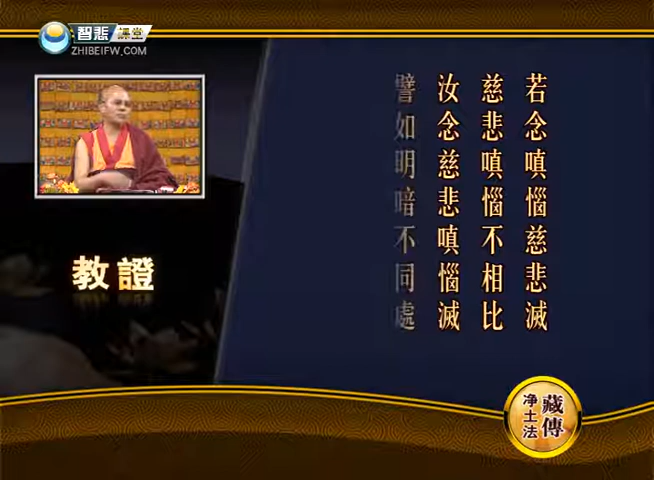 智悲課堂
ZHIBEIFW.COM
若念嗔惱慈悲滅
慈悲嗔惱不相比
汝念慈悲嗔惱滅
譬如明暗不同處
教證
藏傳
净土法